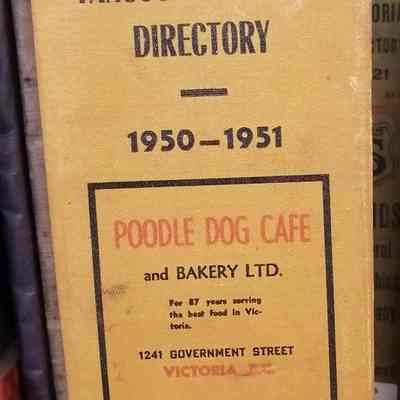 DIRECTORY
1950-1951
POODLE DOG CAFE
and BAKERY LTD.
For 87 years serving
the best food in Vic-
toria.
1241 GOVERNMENT STREET
VICTORIA, B.C.
21